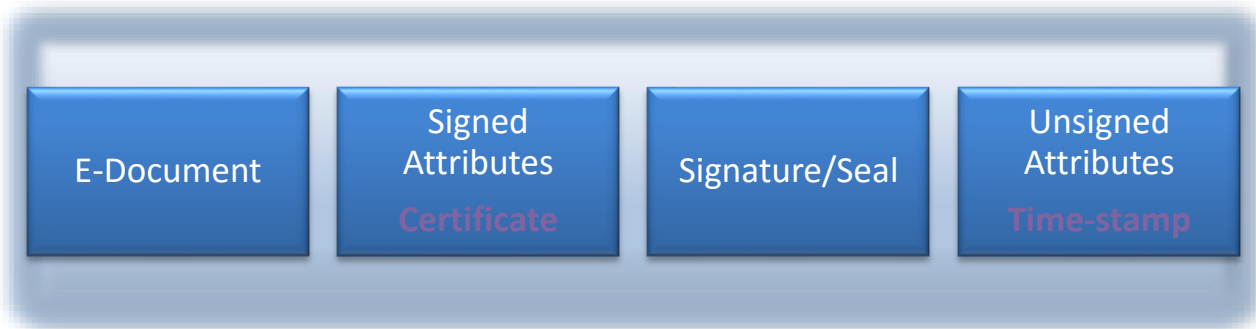 E-Document
Signed
Attributes
Certificate
Signature/Seal
Unsigned
Attributes
Time-stamp